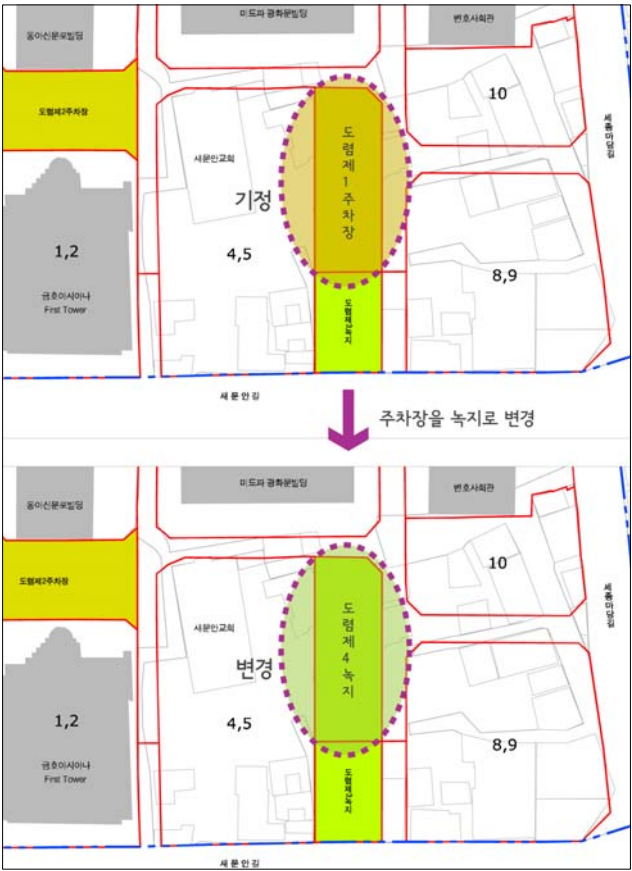 동아신문로빌딩
미도파 광화문빌딩
변호사회관
도렴제2주차장
새문안교회
도렴제1주차장
10
세종마당길
기정
1,2
4,5
8,9
금호아시아나
First Tower
도렴제3녹지
새문안길
주차장을 녹지로 변경
동아신문로빌딩
미도파 광화문빌딩
변호사회관
도렴제2주차장
새문안교회
도렴제4녹지
10
세종마당길
변경
1,2
4,5
8,9
금호아시아나
First Tower
도렴제3녹지
새문안길